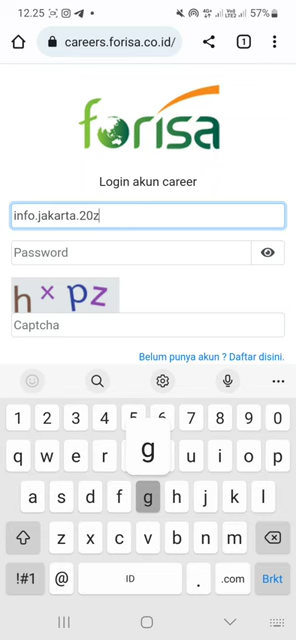 12.25
57%
careers.forisa.co.id/
1
forisa
Login akun career
info.jakarta.20z
Password
h x p z
Captcha
Belum punya akun ? Daftar disini.
1 2 3 4 5 6 7 8 9 0
q w e r g u i o p
a s d f g h j k l
z x c v b n m
!#1 @ ID . .com Brkt